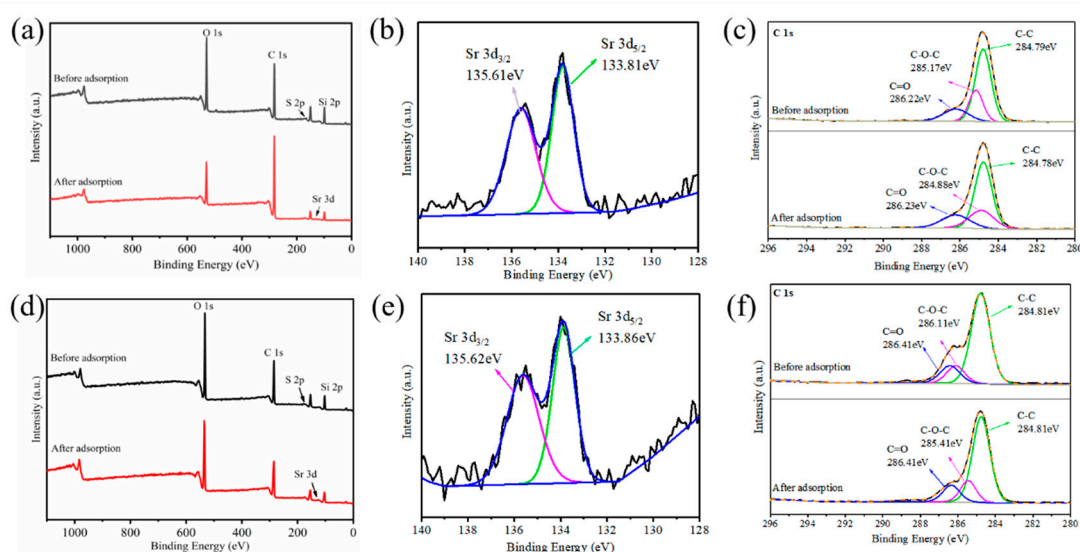 (a)
O 1s
C 1s
Before adsorption
S 2p
Si 2p
After adsorption
Sr 3d
Intensity (a.u.)
1000 800 600 400 200 0
Binding Energy (eV)
(b)
Sr 3d3/2
135.61eV
Sr 3d5/2
133.81eV
Intensity (a.u.)
140 138 136 134 132 130 128
Binding Energy (eV)
(c)
C 1s
C-C
284.79eV
C-O-C
285.17eV
C=O
286.22eV
Before adsorption
C-C
284.78eV
C-O-C
284.88eV
C=O
286.23eV
After adsorption
Intensity (a.u.)
296 294 292 290 288 286 284 282 280
Binding Energy (eV)
(d)
O 1s
C 1s
Before adsorption
S 2p
Si 2p
After adsorption
Sr 3d
Intensity (a.u.)
1000 800 600 400 200 0
Binding Energy (eV)
(e)
Sr 3d3/2
135.62eV
Sr 3d5/2
133.86eV
Intensity (a.u.)
140 138 136 134 132 130 128
Binding Energy (eV)
(f)
C 1s
C-C
284.81eV
C-O-C
286.11eV
C=O
286.41eV
Before adsorption
C-C
284.81eV
C-O-C
285.41eV
C=O
286.41eV
After adsorption
Intensity (a.u.)
296 294 292 290 288 286 284 282 280
Binding Energy (eV)